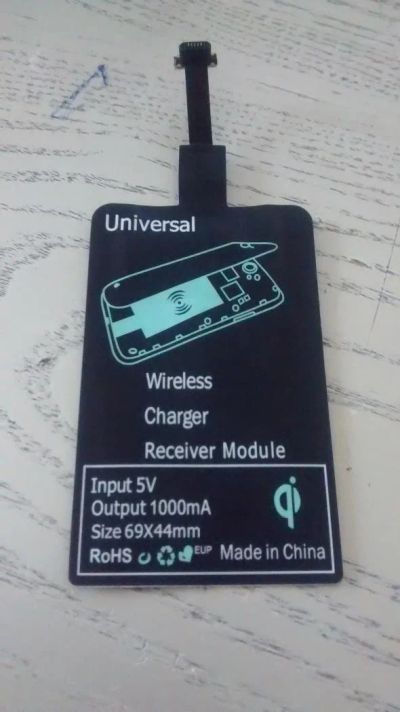 Universal
Wireless
Charger
Receiver Module
Input 5V
Output 1000mA
Size 69X44mm
RoHS EUP Made in China